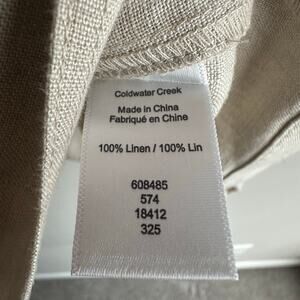 Coldwater Creek
Made in China
Fabriqué en Chine
100% Linen / 100% Lin
608485
574
18412
325